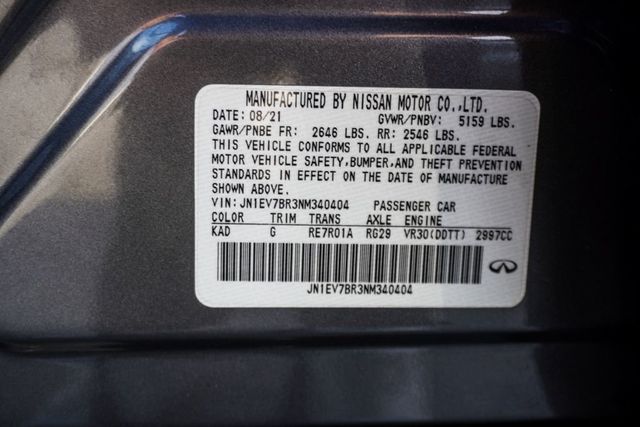 MANUFACTURED BY NISSAN MOTOR CO.,LTD.
DATE: 08/21 GVWR/PNBV: 5159 LBS.
GAWR/PNBE FR: 2646 LBS. RR: 2546 LBS.
THIS VEHICLE CONFORMS TO ALL APPLICABLE FEDERAL
MOTOR VEHICLE SAFETY,BUMPER,AND THEFT PREVENTION
STANDARDS IN EFFECT ON THE DATE OF MANUFACTURE
SHOWN ABOVE.
VIN:JN1EV7BR3NM340404 PASSENGER CAR
COLOR TRIM TRANS AXLE ENGINE
KAD G RE7R01A RG29 VR30(DDTT) 2997CC
JN1EV7BR3NM340404